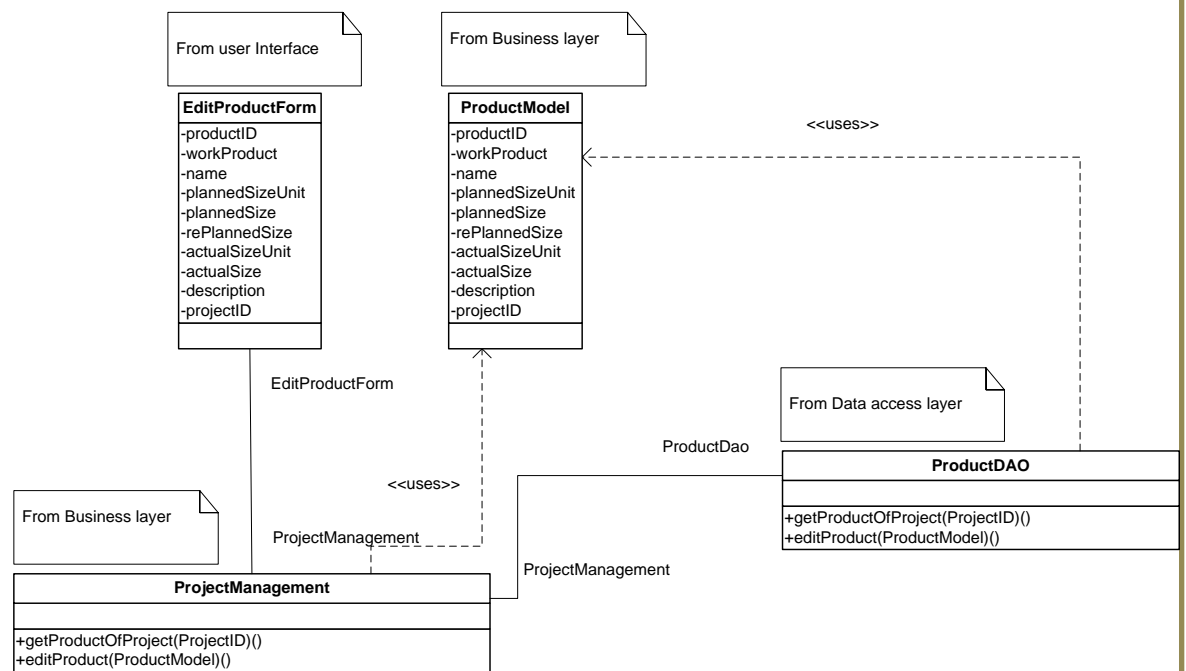 From user Interface
From Business layer
EditProductForm
-productID
-workProduct
-name
-plannedSizeUnit
-plannedSize
-rePlannedSize
-actualSizeUnit
-actualSize
-description
-projectID
ProductModel
-productID
-workProduct
-name
-plannedSizeUnit
-plannedSize
-rePlannedSize
-actualSizeUnit
-actualSize
-description
-projectID
<<uses>>
EditProductForm
From Data access layer
ProductDao
ProductDAO
+getProductOfProject(ProjectID)()
+editProduct(ProductModel)()
<<uses>>
From Business layer
ProjectManagement
ProjectManagement
ProjectManagement
+getProductOfProject(ProjectID)()
+editProduct(ProductModel)()